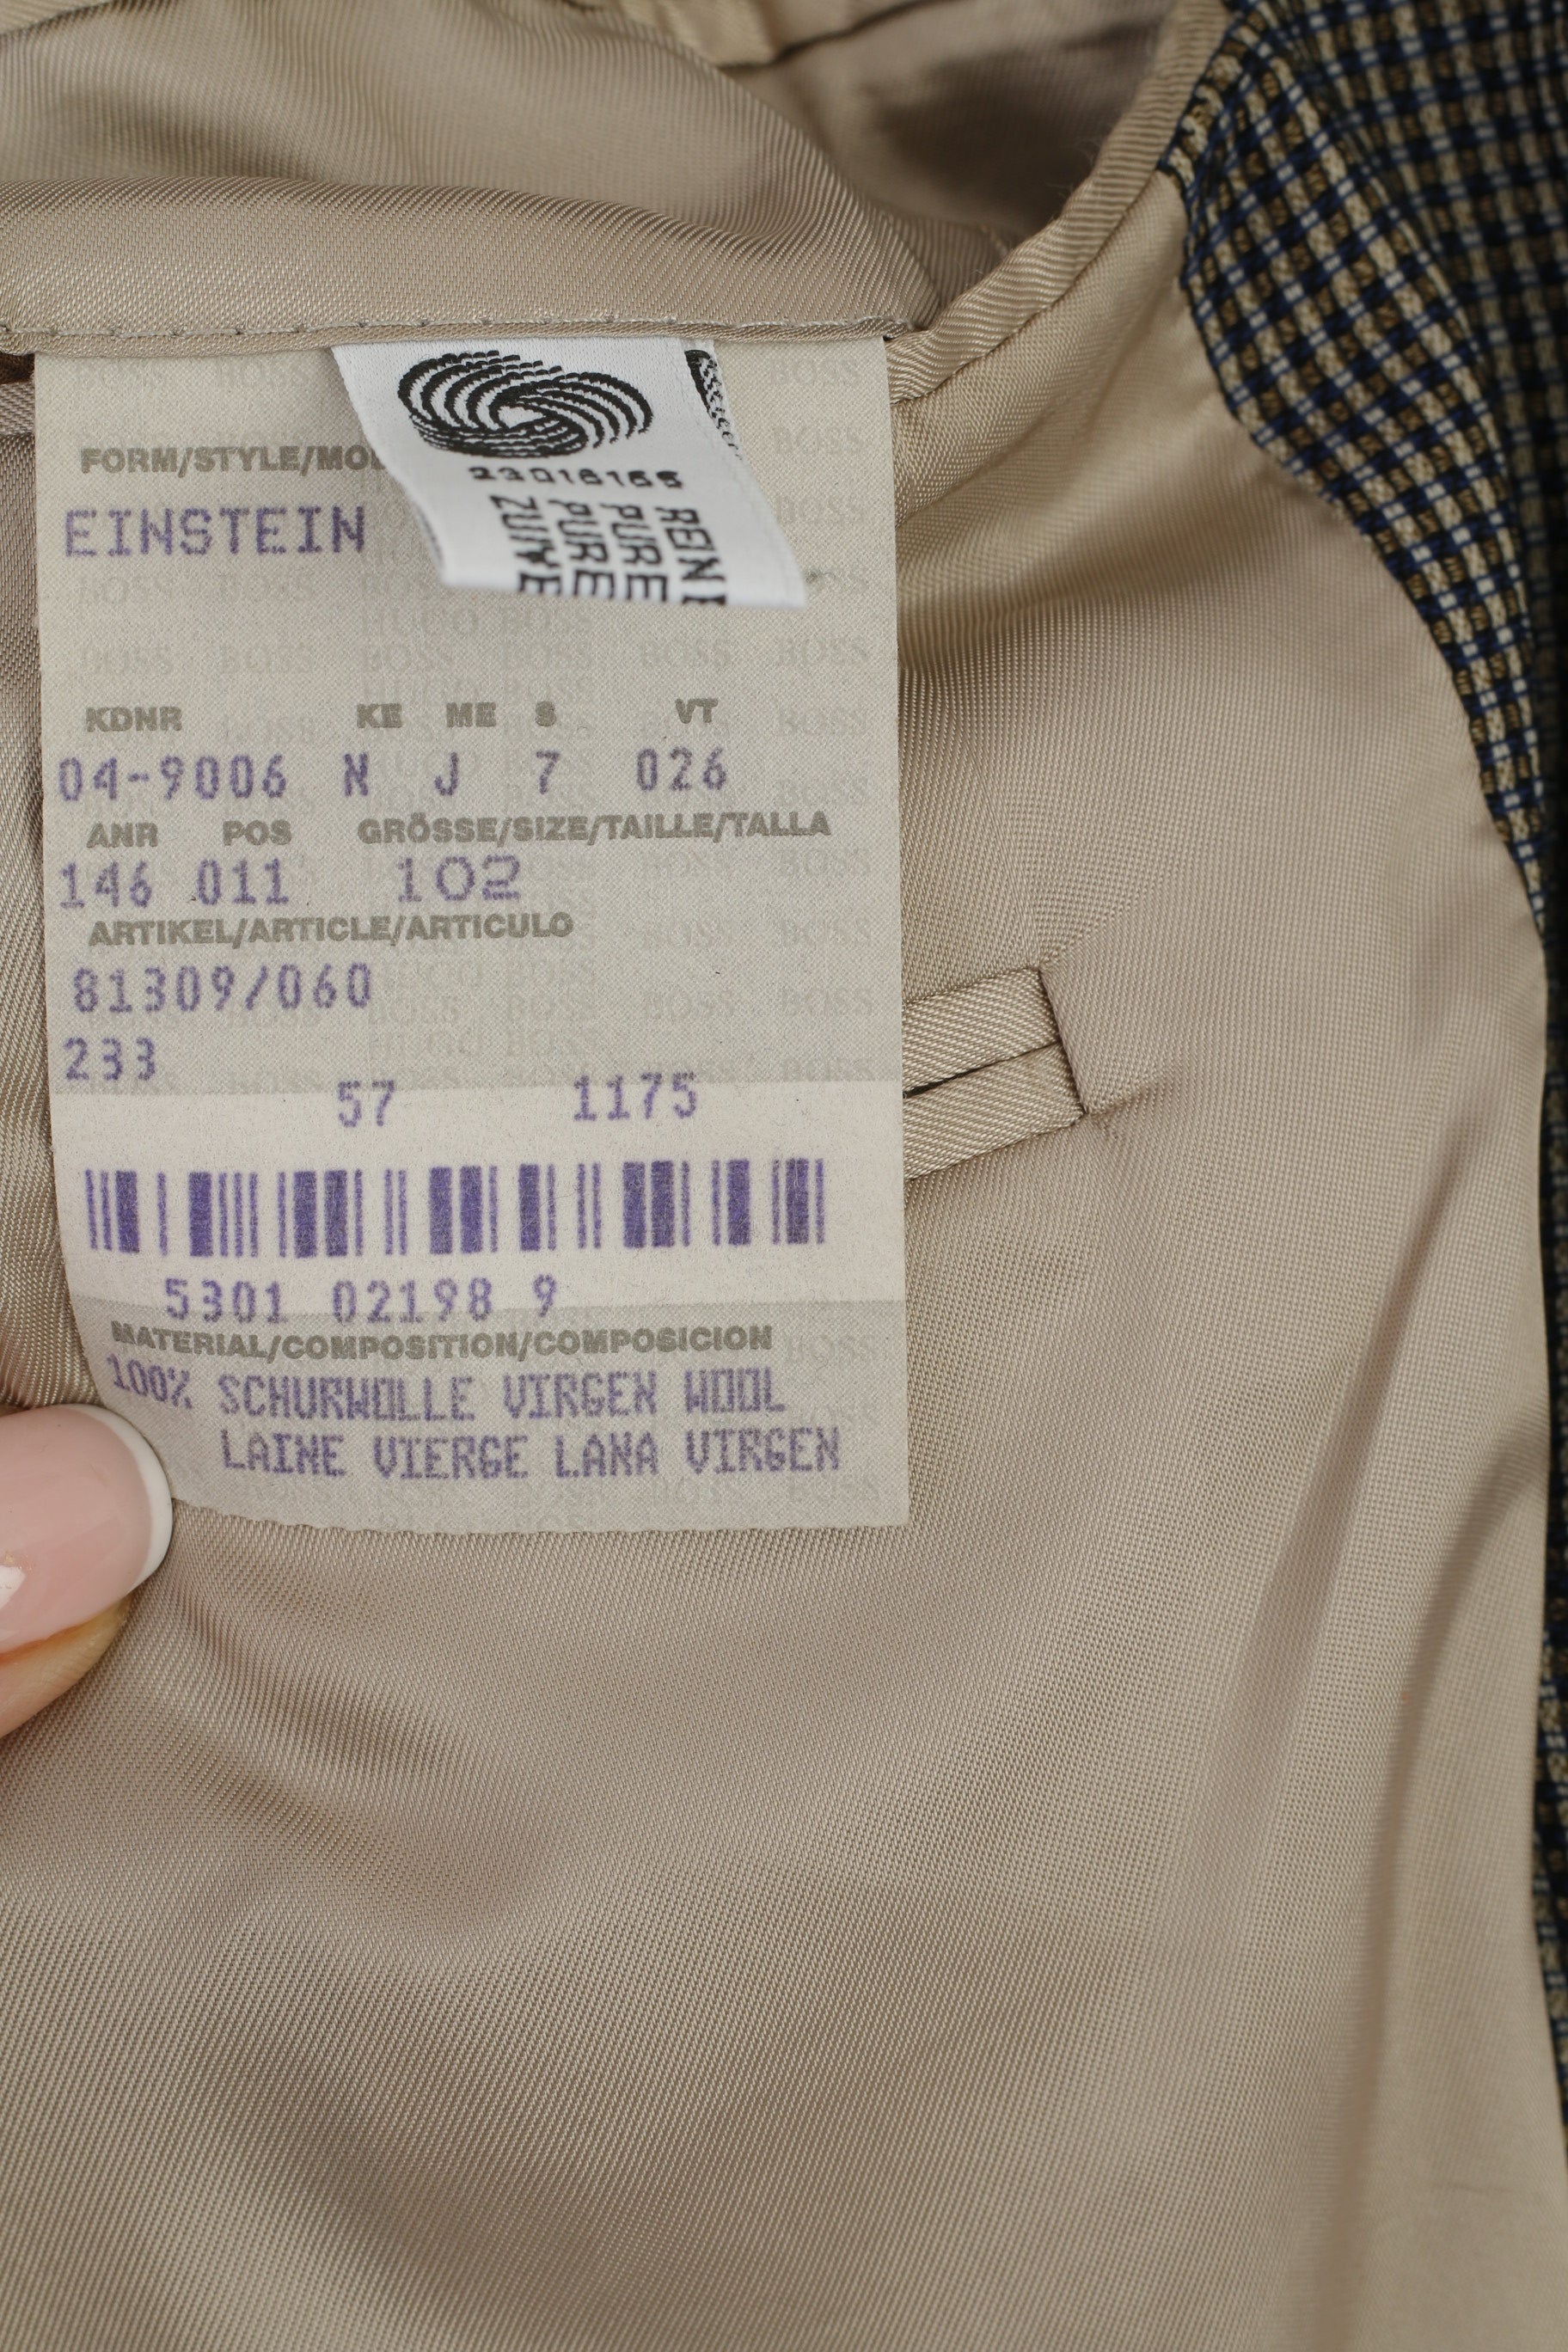 FORM/STYLE/MOD
EINSTEIN
23016165
REIN
PURE
PURE
KDNR KE ME S VT
04-9006 N J 7 026
ANR POS GRÖSSE/SIZE/TAILLE/TALLA
146 011 102
ARTIKEL/ARTICLE/ARTICULO
81309/060
233
57 1175
5301 02198 9
MATERIAL/COMPOSITION/COMPOSICION
100% SCHURWOLLE VIRGEN WOOL
LAINE VIERGE LANA VIRGEN